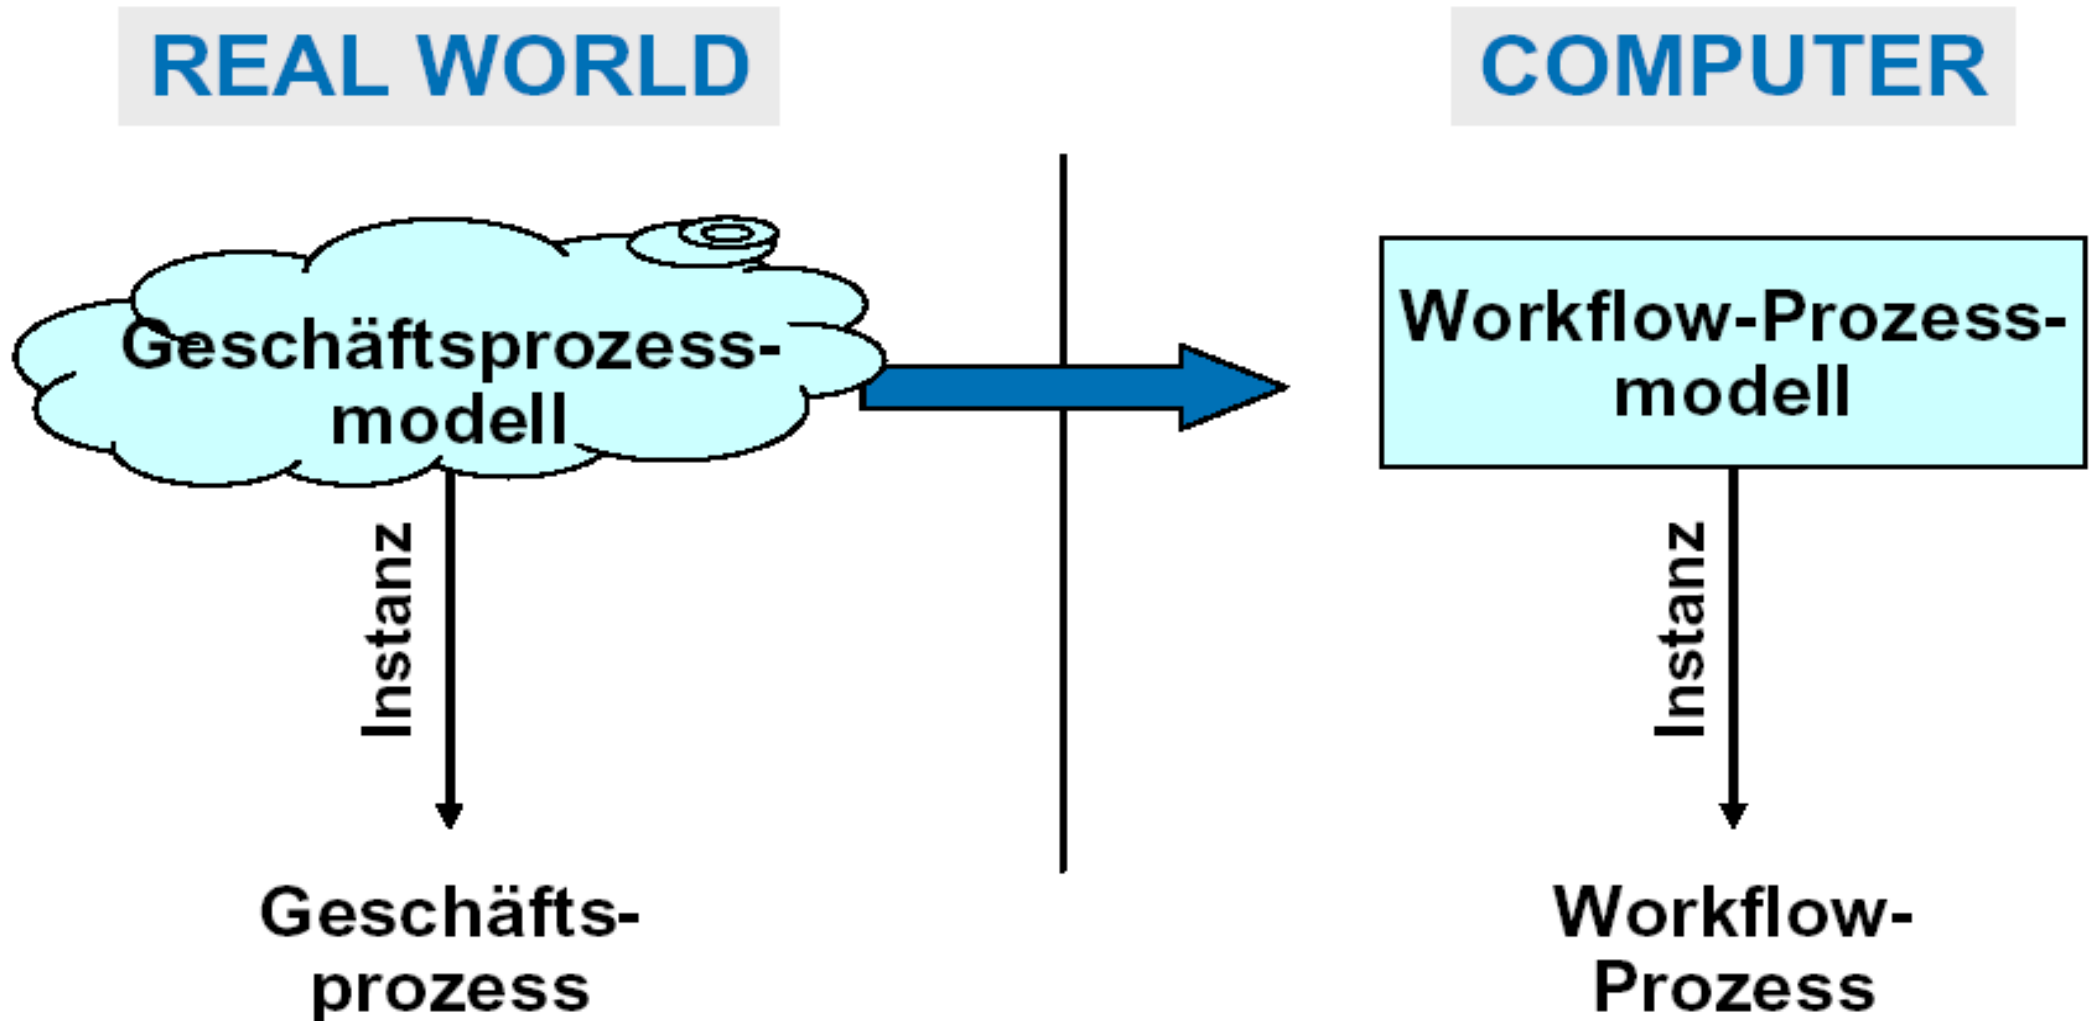 REAL WORLD
COMPUTER
Geschäftsprozess-
modell
Workflow-Prozess-
modell
Instanz
Instanz
Geschäfts-
prozess
Workflow-
Prozess